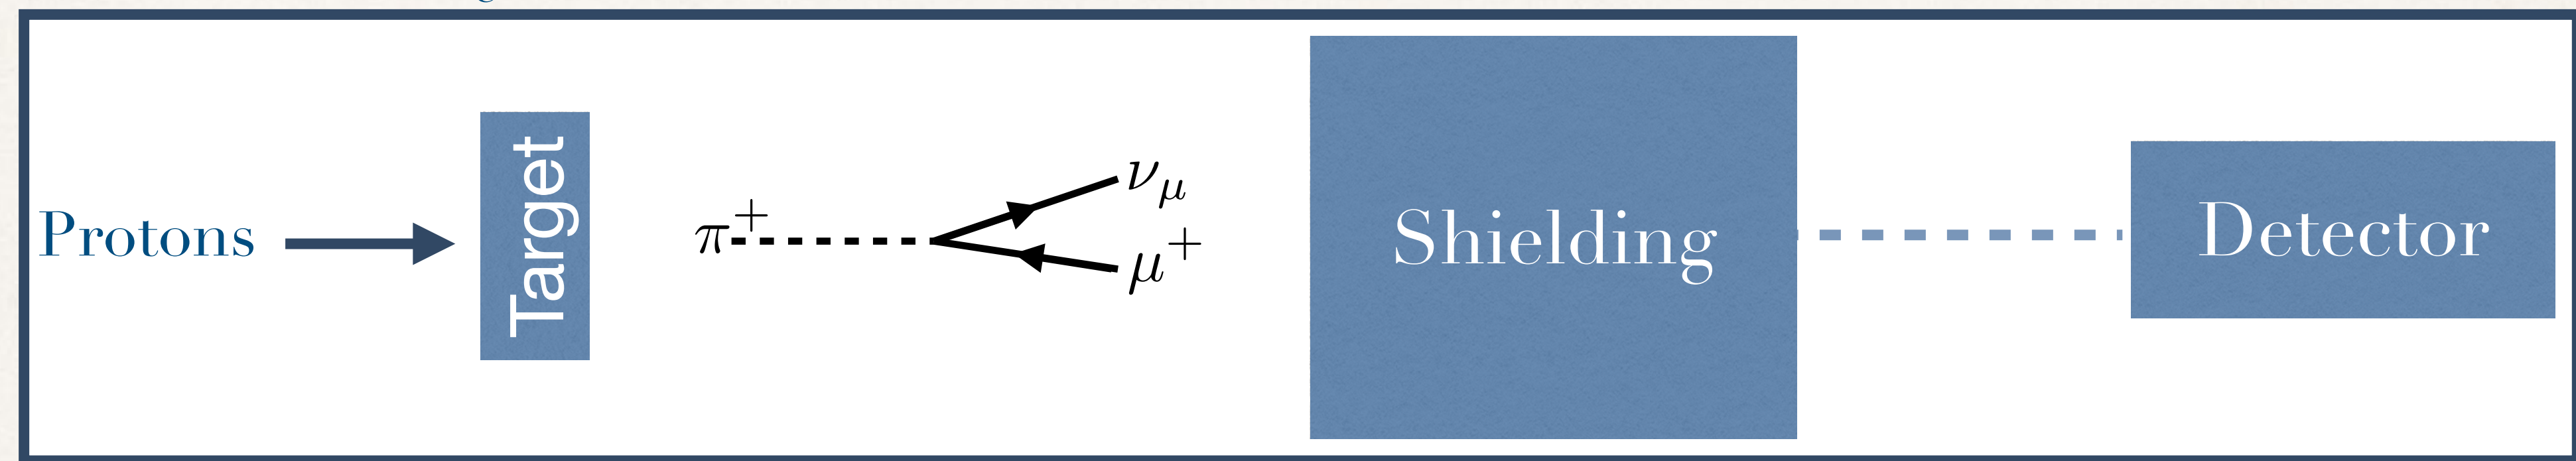 Protons
Target
π+
νμ
μ+
Shielding
Detector